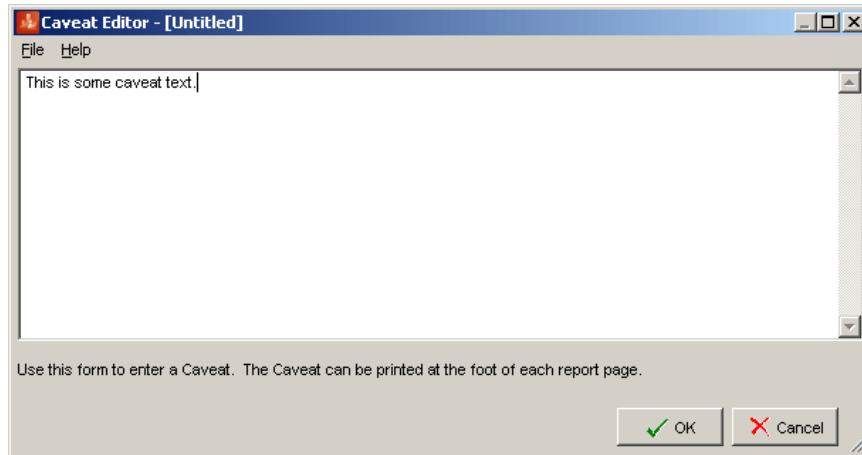 Caveat Editor - [Untitled]
File Help
This is some caveat text.
Use this form to enter a Caveat. The Caveat can be printed at the foot of each report page.
OK Cancel